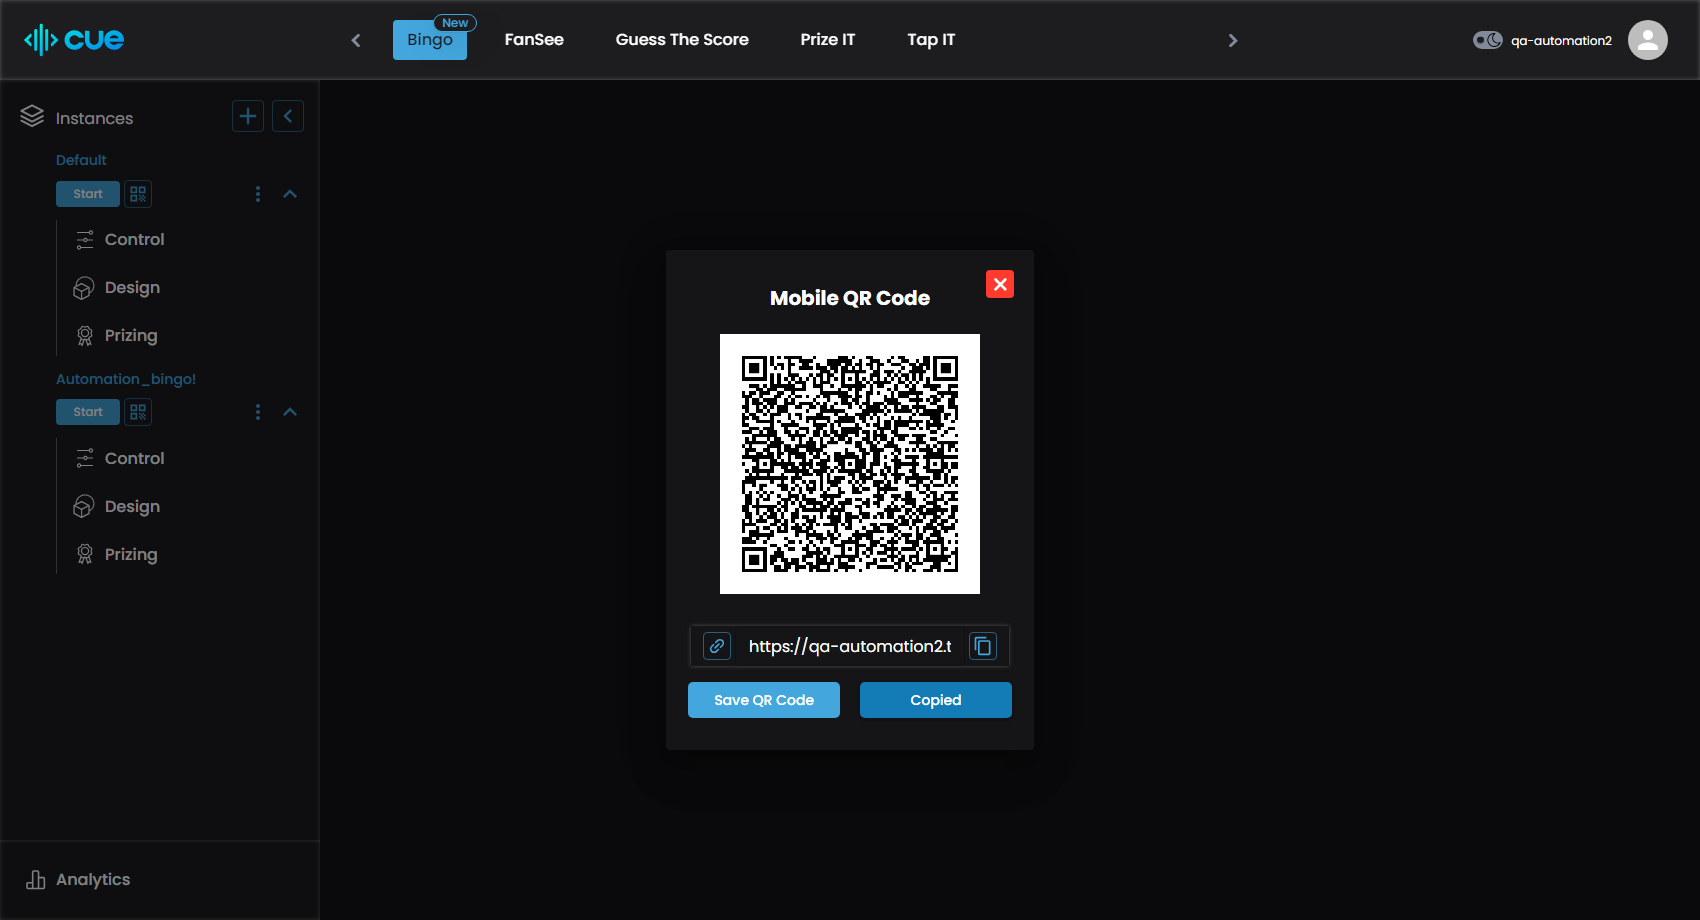 cue
New
Bingo
FanSee
Guess The Score
Prize IT
Tap IT
qa-automation2
Instances
Default
Start
Control
Design
Prizing
Automation_bingo!
Start
Control
Design
Prizing
Analytics
Mobile QR Code
https://qa-automation2.t
Save QR Code
Copied